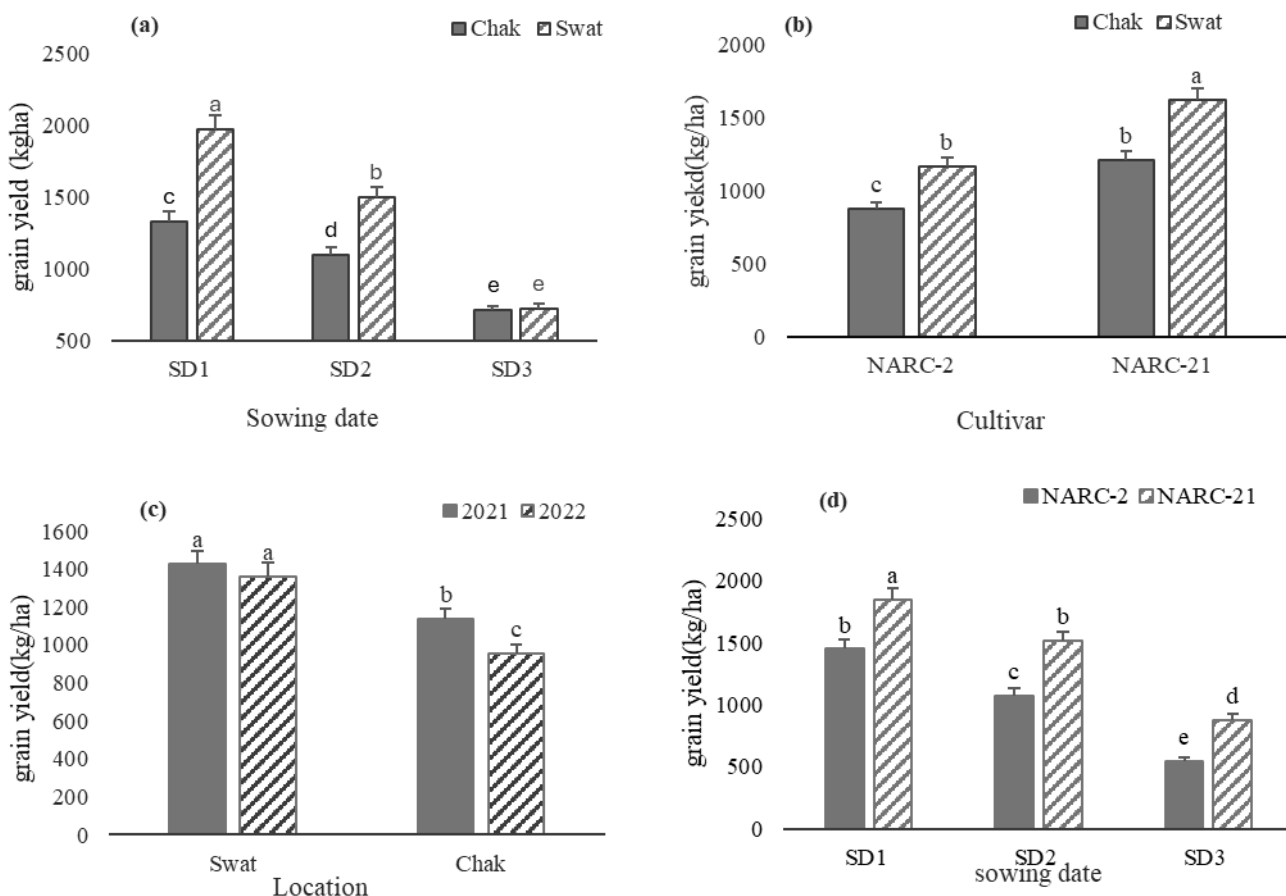 (a)
Chak Swat
2500
2000
1500
1000
500
grain yield (kgha)
a
c
b
d
e e
SD1 SD2 SD3
Sowing date
(b)
Chak Swat
2000
1500
1000
500
0
grain yiekd(kg/ha)
a
b b
c
NARC-2 NARC-21
Cultivar
(c)
2021 2022
1600
1400
1200
1000
800
600
400
200
0
grain yield(kg/ha)
a a
b
c
Swat Chak
Location
(d)
NARC-2 NARC-21
2500
2000
1500
1000
500
0
grain yield(kg/ha)
a
b b
c
d
e
SD1 SD2 SD3
sowing date